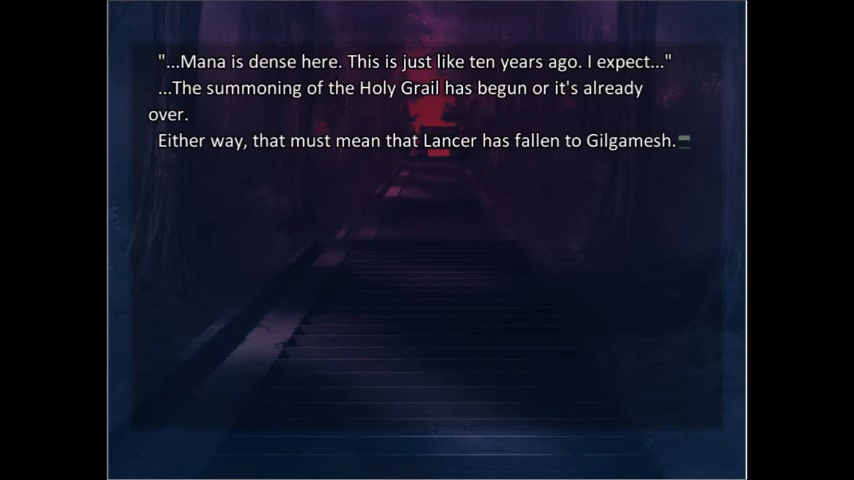 "...Mana is dense here. This is just like ten years ago. I expect..."
...The summoning of the Holy Grail has begun or it's already
over.
Either way, that must mean that Lancer has fallen to Gilgamesh.